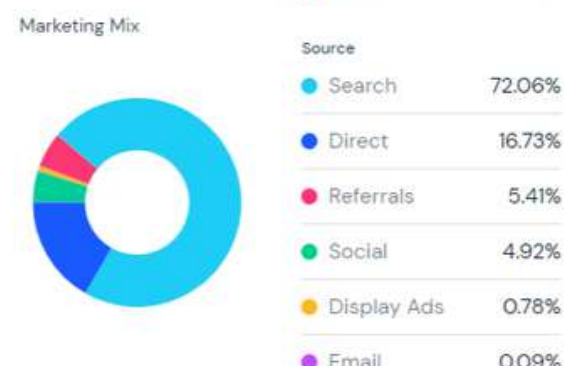 Marketing Mix
Source
Search 72.06%
Direct 16.73%
Referrals 5.41%
Social 4.92%
Display Ads 0.78%
Email 0.09%